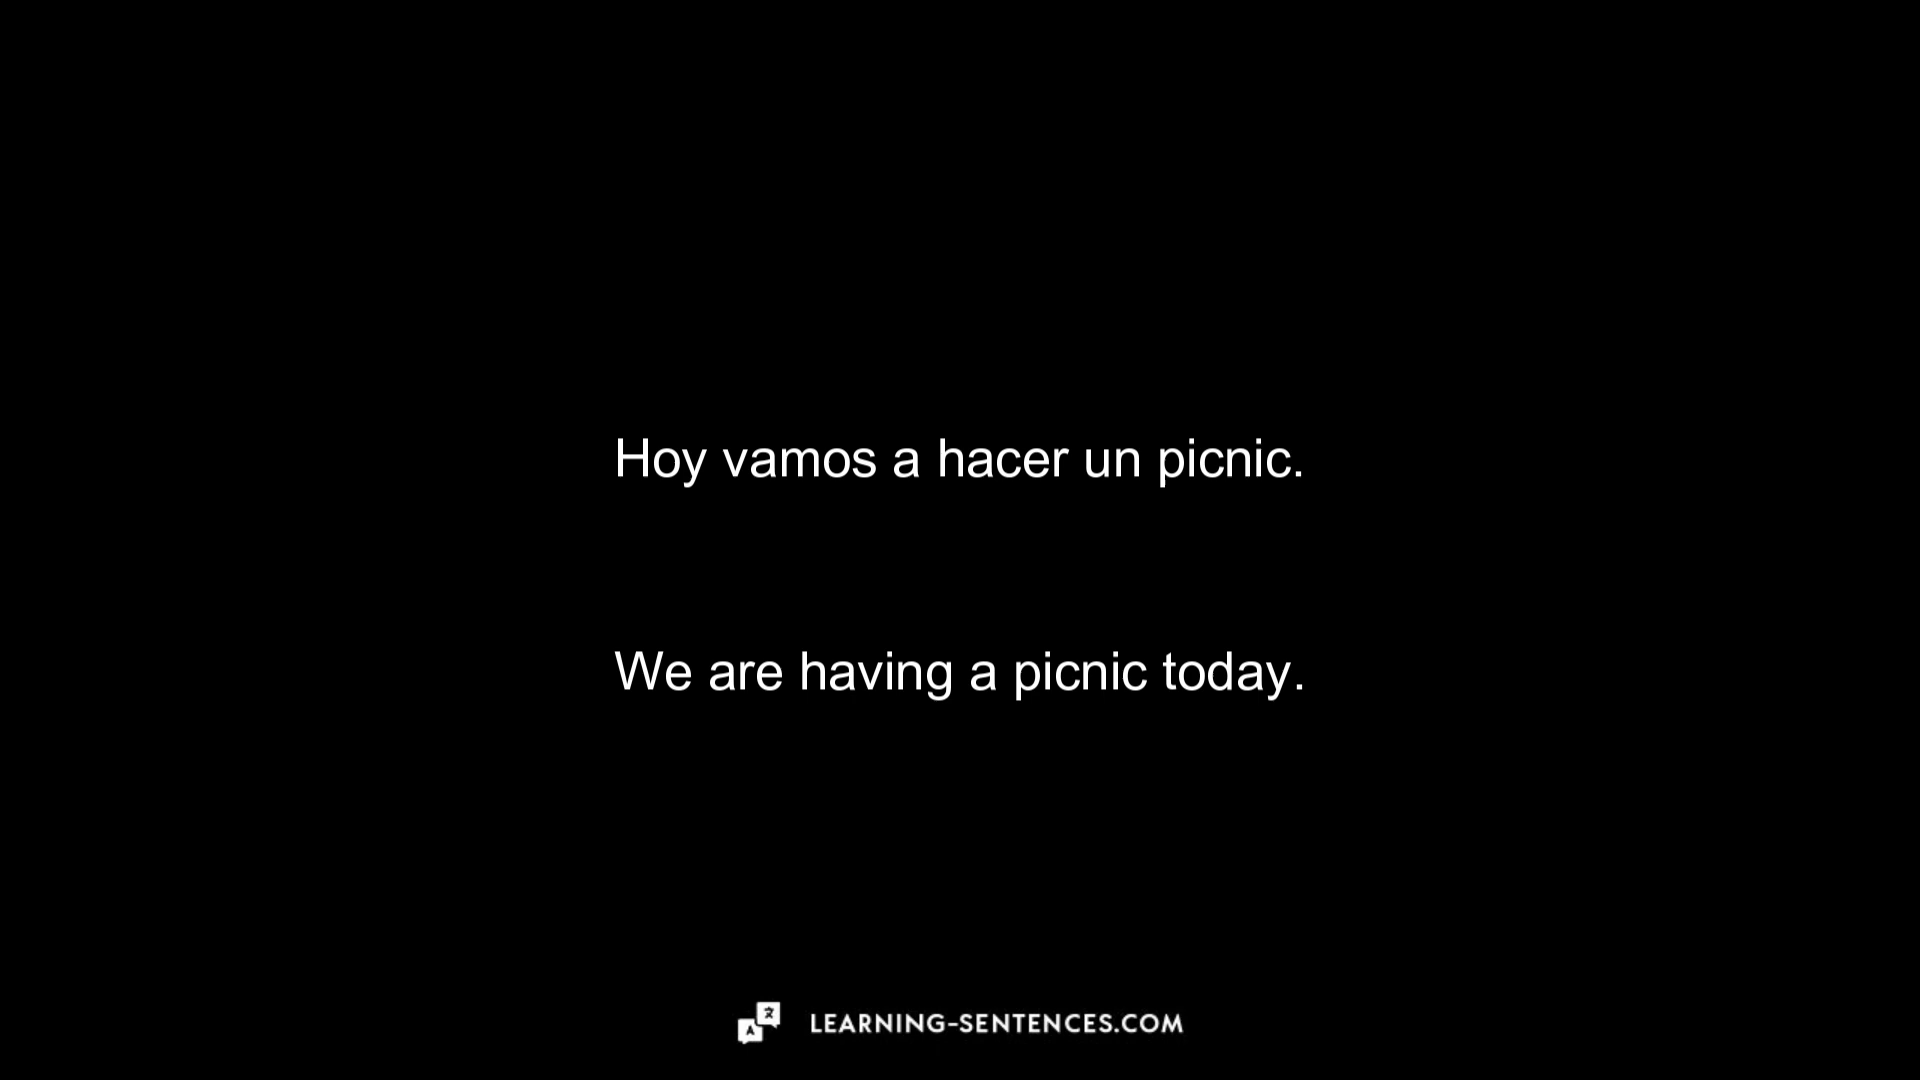 Hoy vamos a hacer un picnic.
We are having a picnic today.
LEARNING-SENTENCES.COM